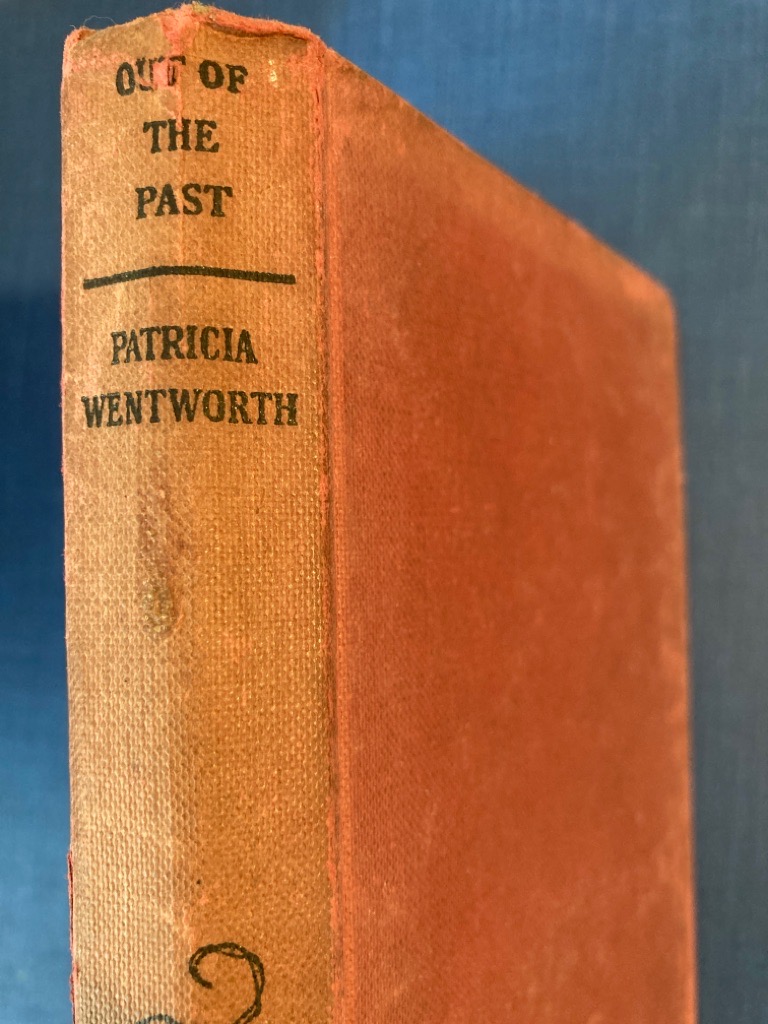 OUT OF
THE
PAST
PATRICIA
WENTWORTH